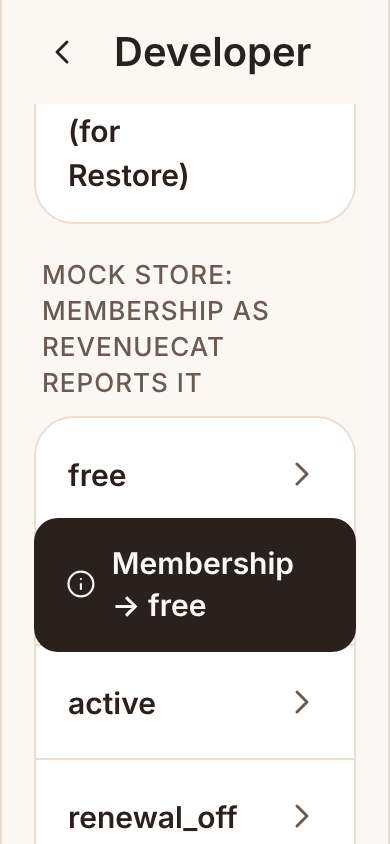 Developer
(for
Restore)
MOCK STORE:
MEMBERSHIP AS
REVENUECAT
REPORTS IT
free
Membership
→ free
active
renewal_off